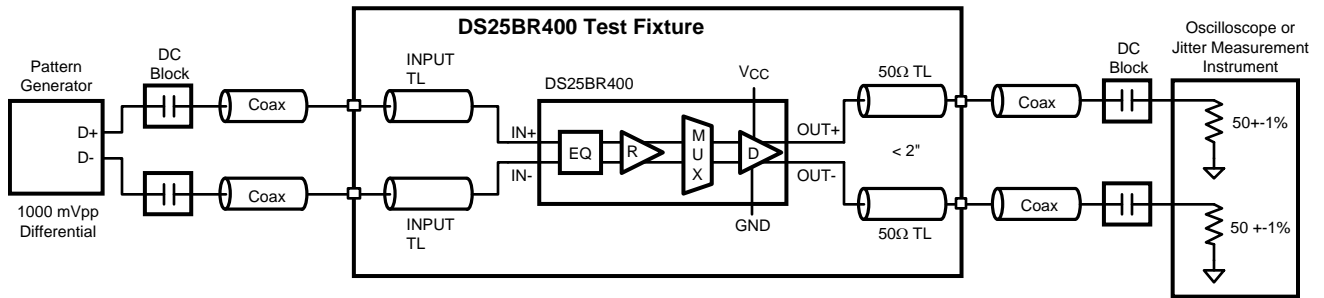 DS25BR400 Test Fixture
Pattern
Generator
D+
D-
1000 mVpp
Differential
DC
Block
Coax
Coax
INPUT
TL
INPUT
TL
DS25BR400
IN+
IN-
EQ
R
M
U
X
D
VCC
GND
OUT+
OUT-
50Ω TL
< 2"
50Ω TL
Coax
Coax
DC
Block
Oscilloscope or
Jitter Measurement
Instrument
50+-1%
50 +-1%